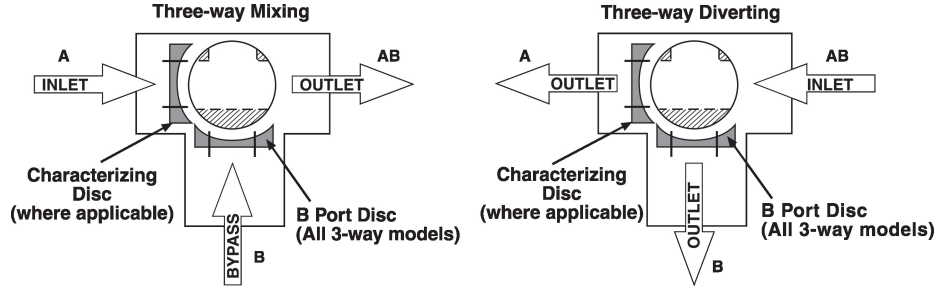 Three-way Mixing
A
AB
INLET
OUTLET
Characterizing
Disc
(where applicable)
B Port Disc
(All 3-way models)
BYPASS
B
Three-way Diverting
A
AB
OUTLET
INLET
Characterizing
Disc
(where applicable)
B Port Disc
(All 3-way models)
OUTLET
B